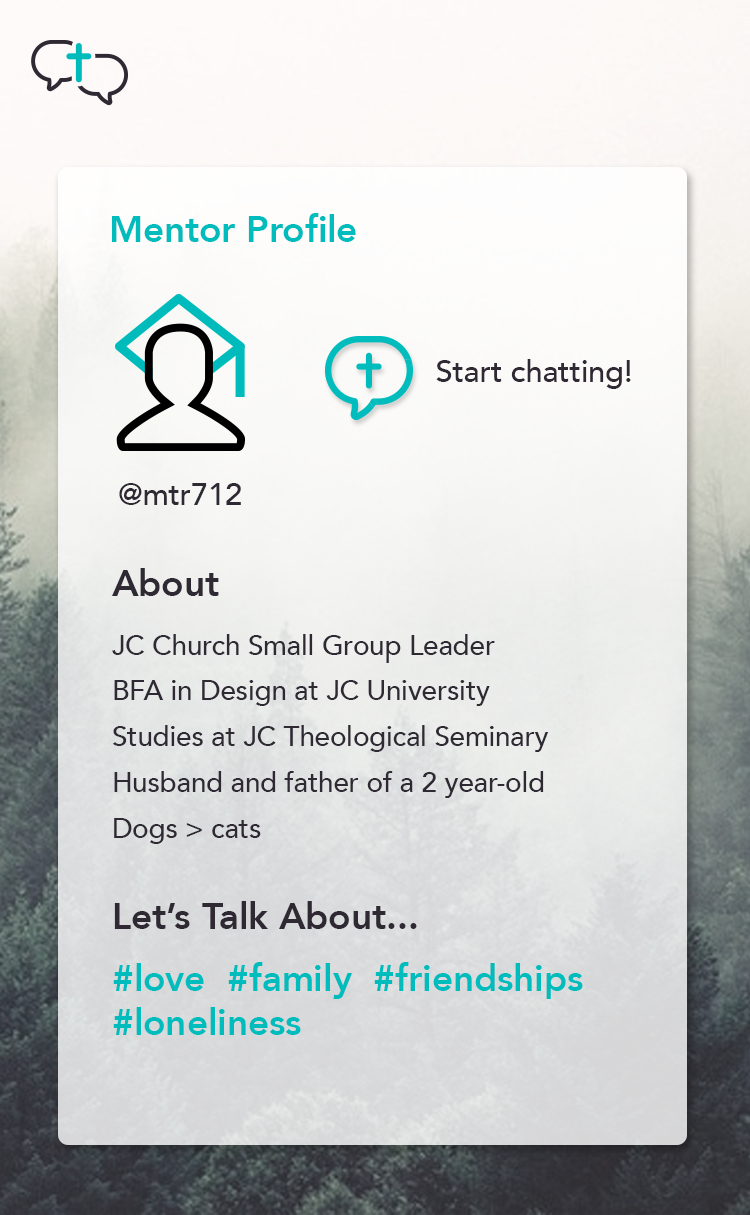 Mentor Profile
Start chatting!
@mtr712
About
JC Church Small Group Leader
BFA in Design at JC University
Studies at JC Theological Seminary
Husband and father of a 2 year-old
Dogs > cats
Let’s Talk About...
#love #family #friendships
#loneliness